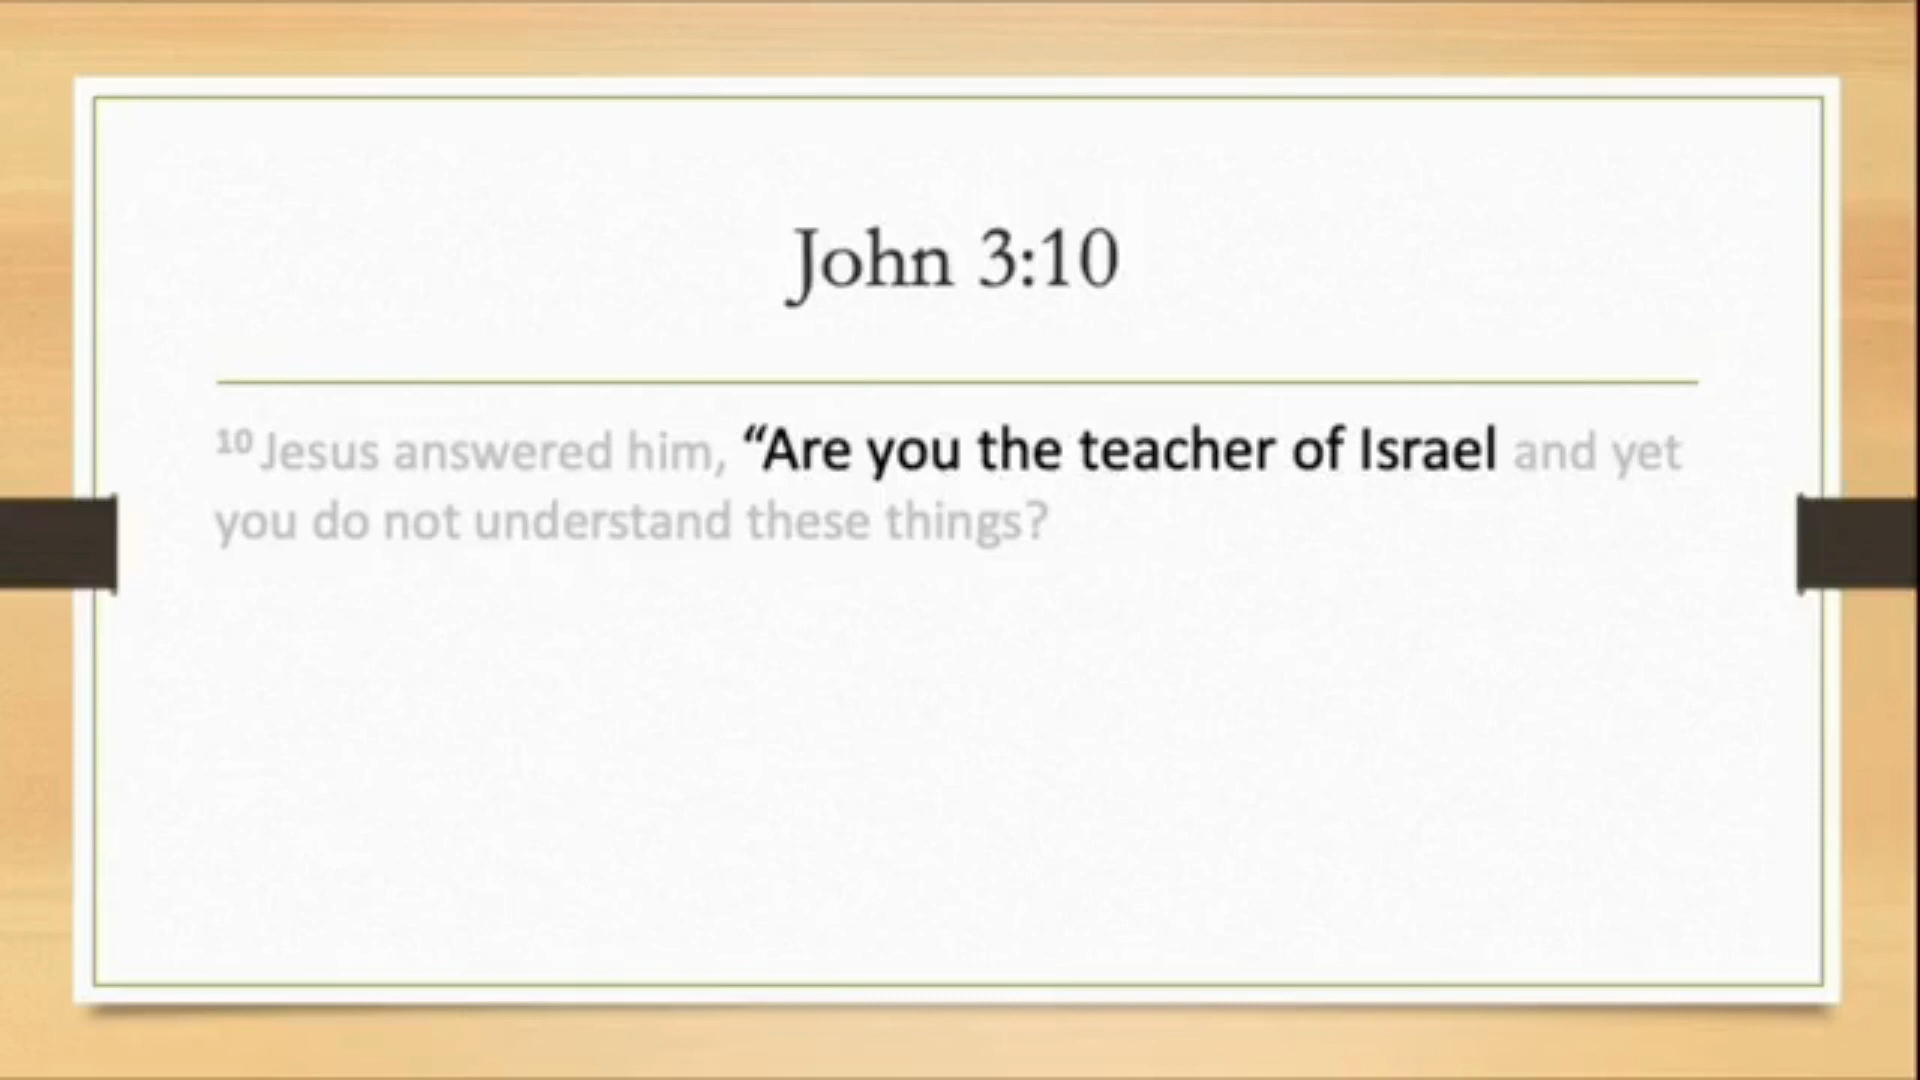 John 3:10
10 Jesus answered him, “Are you the teacher of Israel and yet
you do not understand these things?